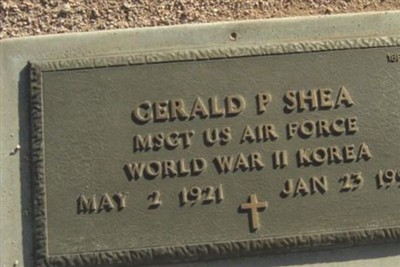 GERALD P SHEA
MSGT US AIR FORCE
WORLD WAR II KOREA
MAY 2 1921 JAN 23